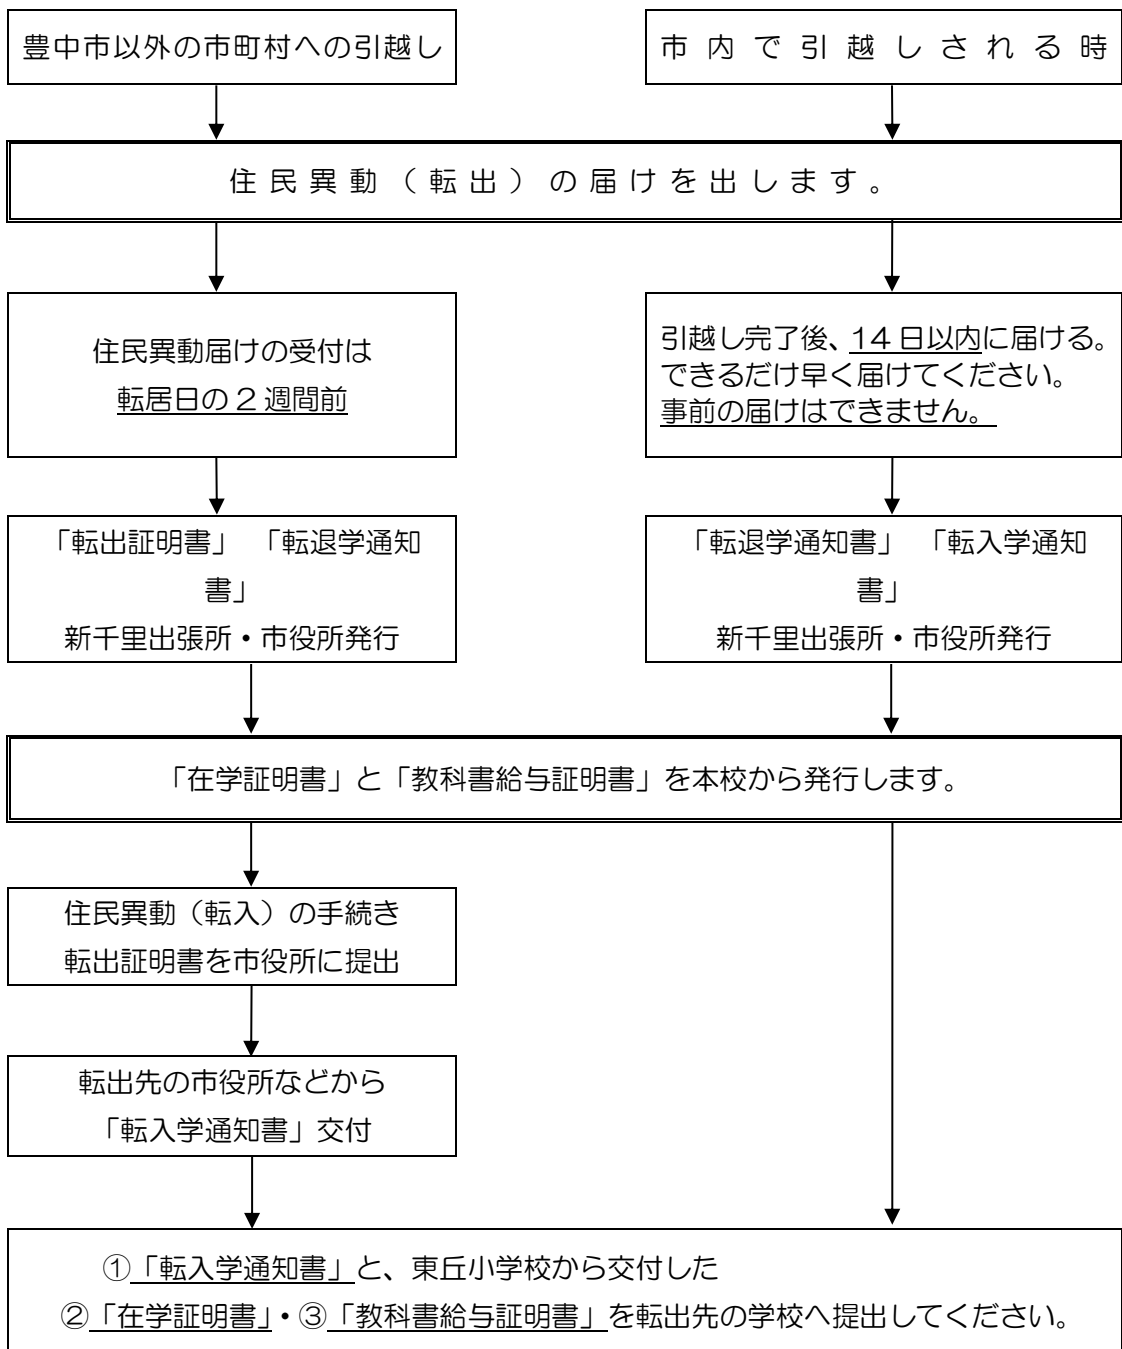 豊中市以外の市町村への引越し
市内で引越しされる時
住民異動（転出）の届けを出します。
住民異動届けの受付は
転居日の２週間前
引越し完了後、14日以内に届ける。
できるだけ早く届けてください。
事前の届けはできません。
「転出証明書」　「転退学通知
書」
新千里出張所・市役所発行
「転退学通知書」　「転入学通知
書」
新千里出張所・市役所発行
「在学証明書」と「教科書給与証明書」を本校から発行します。
住民異動（転入）の手続き
転出証明書を市役所に提出
転出先の市役所などから
「転入学通知書」交付
①「転入学通知書」と、東丘小学校から交付した
②「在学証明書」・③「教科書給与証明書」を転出先の学校へ提出してください。